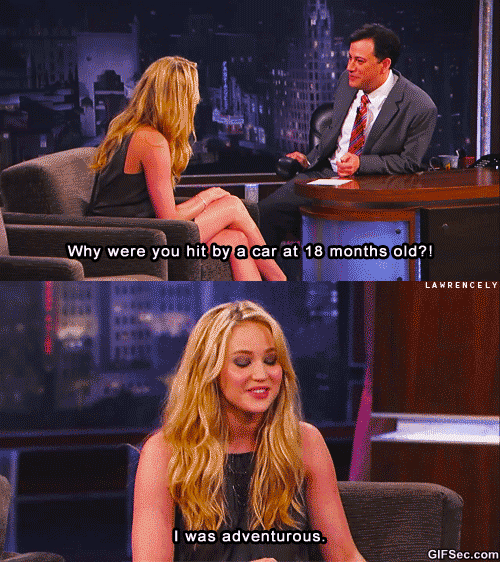 Why were you hit by a car at 18 months old?!
LAWRENCELY
I was adventurous.
GIFSec.com